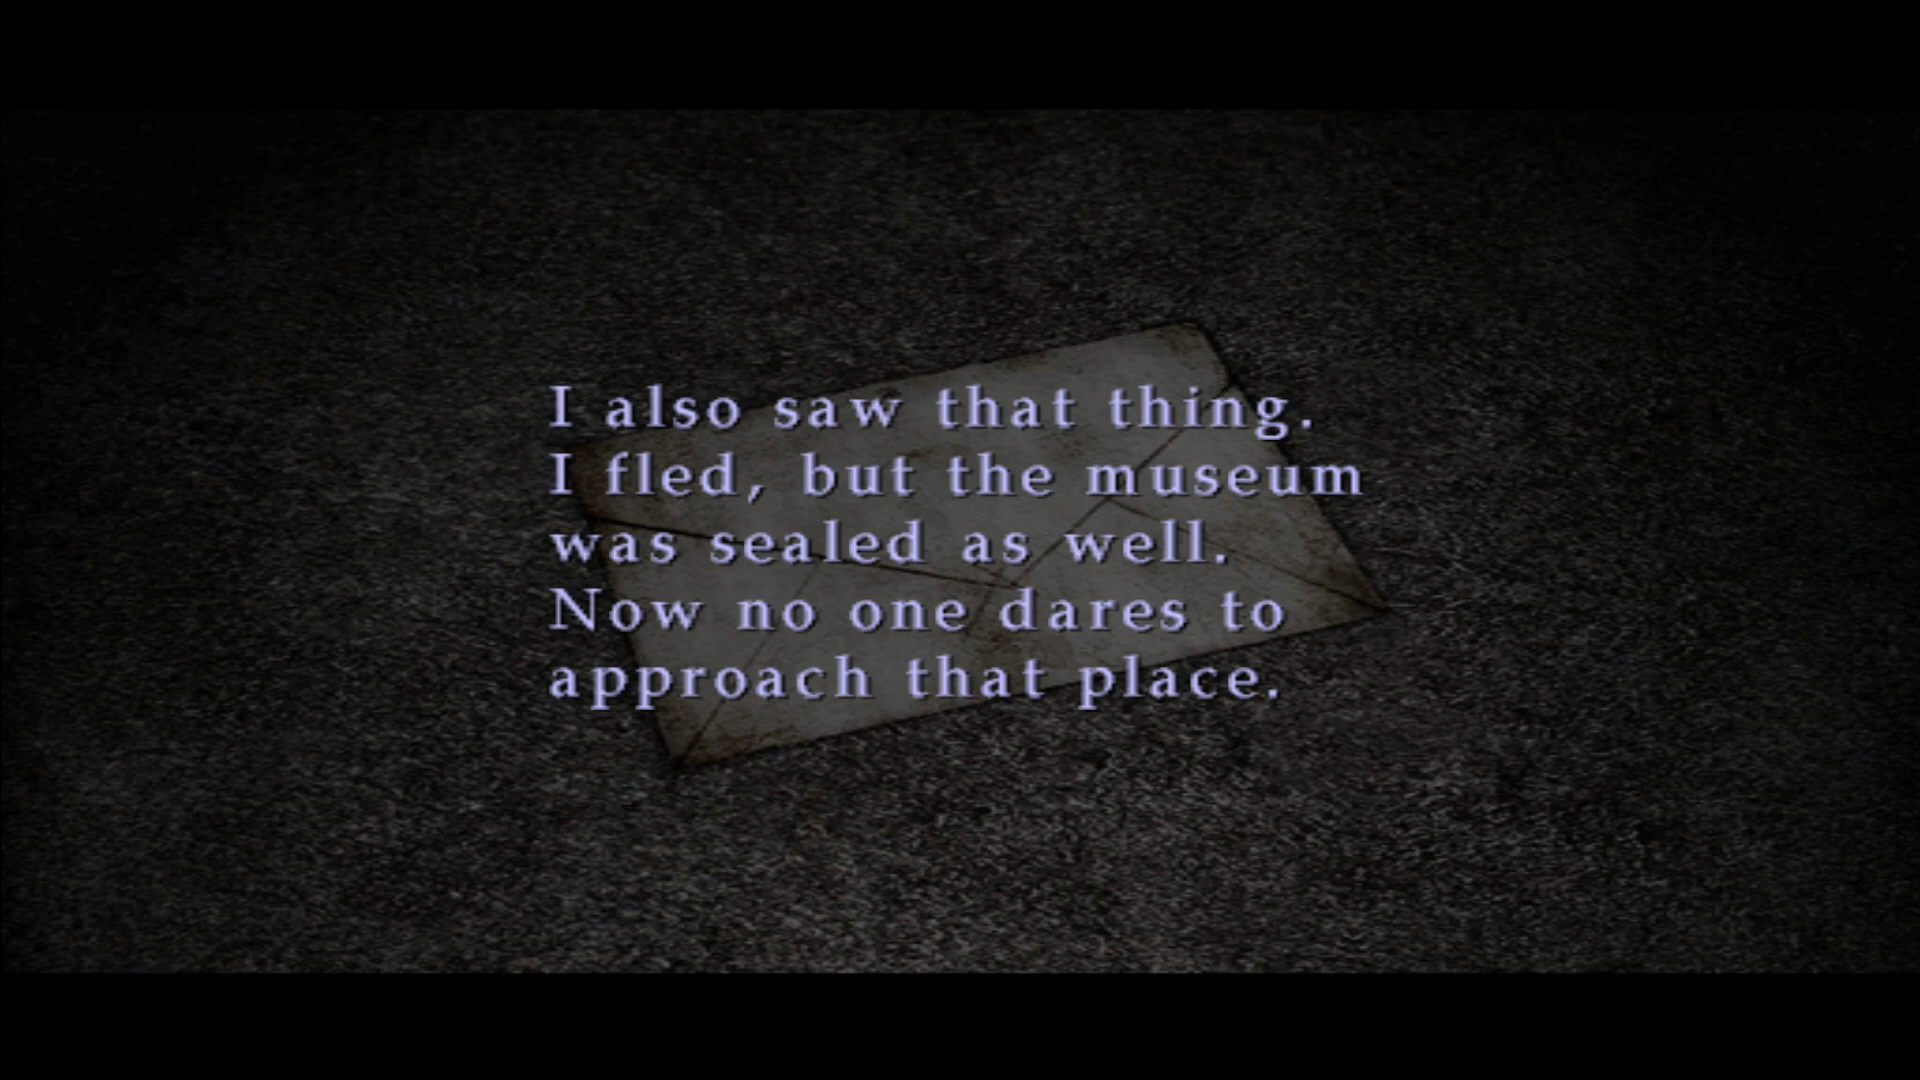 I also saw that thing.
I fled, but the museum
was sealed as well.
Now no one dares to
approach that place.